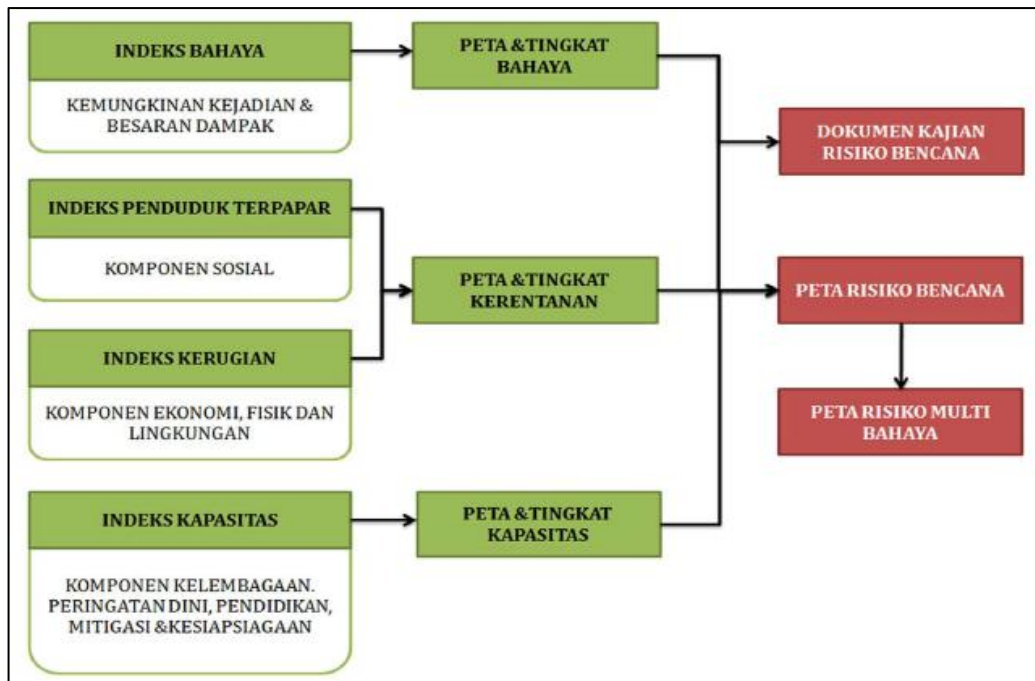 INDEKS BAHAYA
KEMUNGKINAN KEJADIAN &
BESARAN DAMPAK
INDEKS PENDUDUK TERPAPAR
KOMPONEN SOSIAL
INDEKS KERUGIAN
KOMPONEN EKONOMI, FISIK DAN
LINGKUNGAN
INDEKS KAPASITAS
KOMPONEN KELEMBAGAAN.
PERINGATAN DINI, PENDIDIKAN,
MITIGASI &KESIAPSIAGAAN
PETA &TINGKAT
BAHAYA
PETA &TINGKAT
KERENTANAN
PETA &TINGKAT
KAPASITAS
DOKUMEN KAJIAN
RISIKO BENCANA
PETA RISIKO BENCANA
PETA RISIKO MULTI
BAHAYA